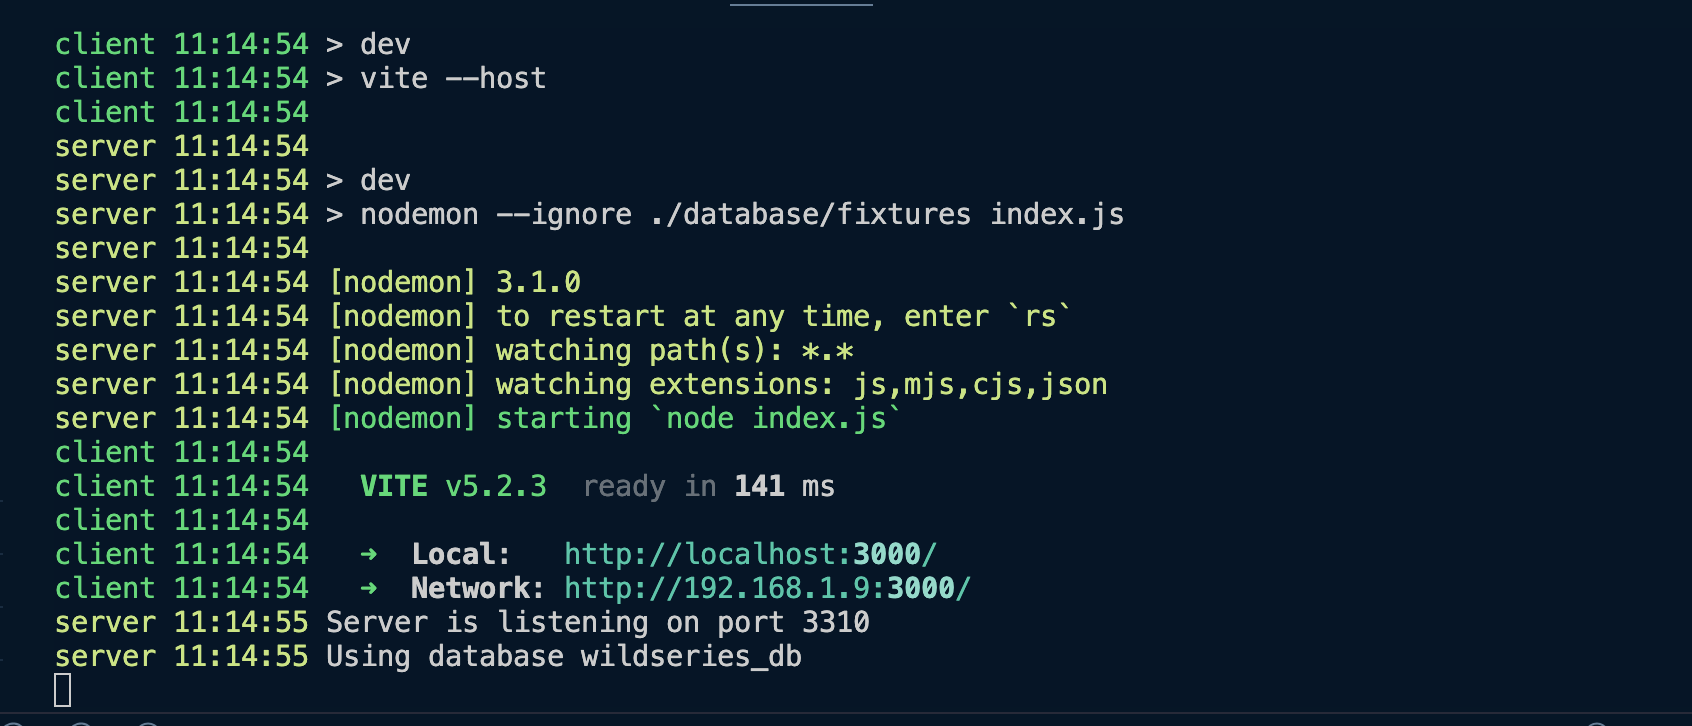 client 11:14:54 > dev
client 11:14:54 > vite --host
client 11:14:54
server 11:14:54
server 11:14:54 > dev
server 11:14:54 > nodemon --ignore ./database/fixtures index.js
server 11:14:54
server 11:14:54 [nodemon] 3.1.0
server 11:14:54 [nodemon] to restart at any time, enter `rs`
server 11:14:54 [nodemon] watching path(s): *.*
server 11:14:54 [nodemon] watching extensions: js,mjs,cjs,json
server 11:14:54 [nodemon] starting `node index.js`
client 11:14:54
client 11:14:54   VITE v5.2.3  ready in 141 ms
client 11:14:54
client 11:14:54   ➜  Local:   http://localhost:3000/
client 11:14:54   ➜  Network: http://192.168.1.9:3000/
server 11:14:55 Server is listening on port 3310
server 11:14:55 Using database wildseries_db